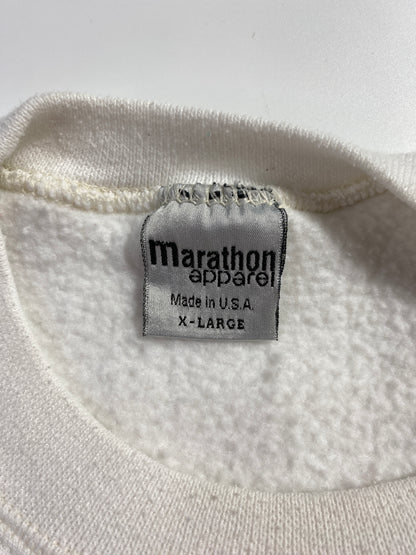 marathon
apparel
Made in U.S.A.
X-LARGE